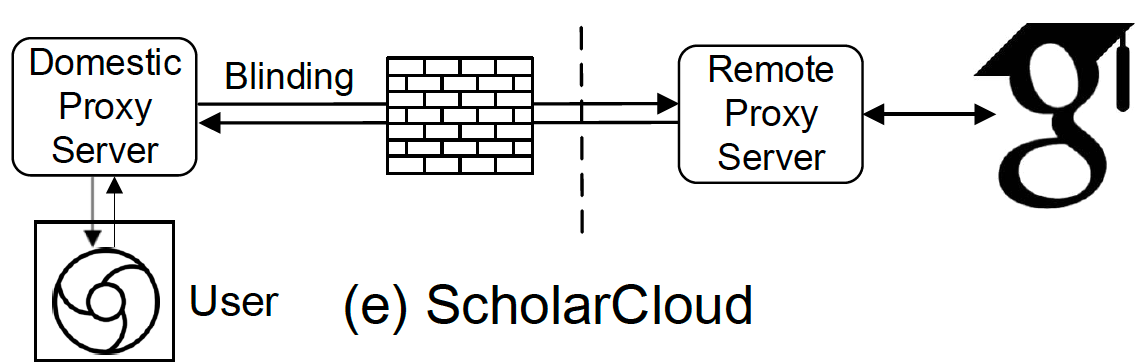 Domestic
Proxy
Server
Blinding
Remote
Proxy
Server
User
(e) ScholarCloud